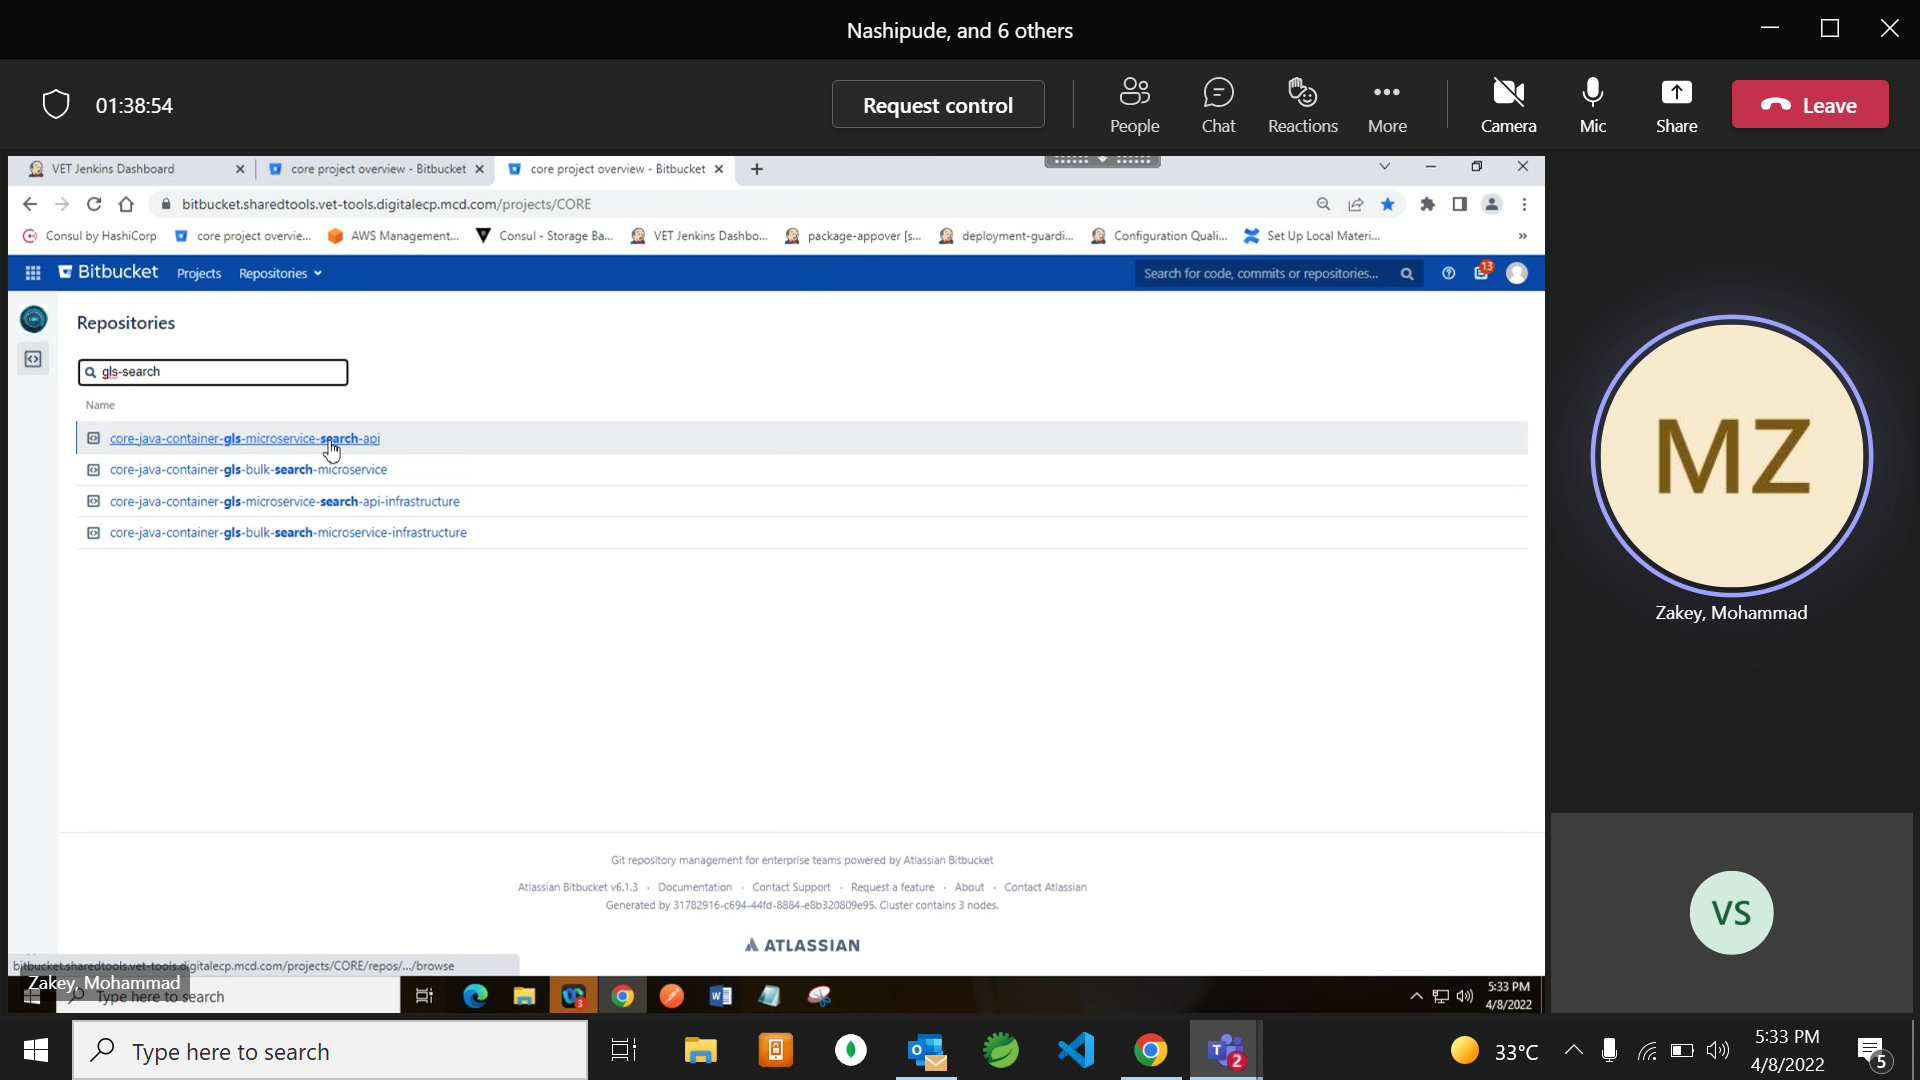 Nashipude, and 6 others
01:38:54
Request control
People
Chat
Reactions
More
Camera
Mic
Share
Leave
VET Jenkins Dashboard
core project overview - Bitbucket
core project overview - Bitbucket
bitbucket.sharedtools.vet-tools.digitalecp.mcd.com/projects/CORE
Consul by HashiCorp
core project overvie...
AWS Management...
Consul - Storage Ba...
VET Jenkins Dashbo...
package-appover [s...
deployment-guardi...
Configuration Quali...
Set Up Local Materi...
»
Bitbucket
Projects
Repositories
Search for code, commits or repositories...
13
Repositories
gls-search
Name
core-java-container-gls-microservice-search-api
core-java-container-gls-bulk-search-microservice
core-java-container-gls-microservice-search-api-infrastructure
core-java-container-gls-bulk-search-microservice-infrastructure
Git repository management for enterprise teams powered by Atlassian Bitbucket
Atlassian Bitbucket v6.1.3 · Documentation · Contact Support · Request a feature · About · Contact Atlassian
Generated by 31782916-c694-44fd-8884-e8b320809e95. Cluster contains 3 nodes.
ATLASSIAN
bitbucket.sharedtools.vet-tools.digitalecp.mcd.com/projects/CORE/repos/.../browse
Zakey, Mohammad
Type here to search
3
5:33 PM
4/8/2022
MZ
Zakey, Mohammad
VS
Type here to search
2
33°C
5:33 PM
4/8/2022
5